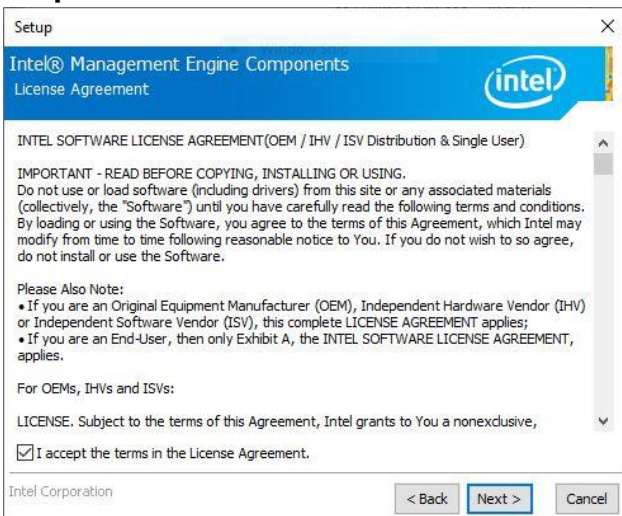 Setup
Window Snip
Intel® Management Engine Components
License Agreement
intel
INTEL SOFTWARE LICENSE AGREEMENT(OEM / IHV / ISV Distribution & Single User)
IMPORTANT - READ BEFORE COPYING, INSTALLING OR USING.
Do not use or load software (including drivers) from this site or any associated materials
(collectively, the "Software") until you have carefully read the following terms and conditions.
By loading or using the Software, you agree to the terms of this Agreement, which Intel may
modify from time to time following reasonable notice to You. If you do not wish to so agree,
do not install or use the Software.
Please Also Note:
• If you are an Original Equipment Manufacturer (OEM), Independent Hardware Vendor (IHV)
or Independent Software Vendor (ISV), this complete LICENSE AGREEMENT applies;
• If you are an End-User, then only Exhibit A, the INTEL SOFTWARE LICENSE AGREEMENT,
applies.
For OEMs, IHVs and ISVs:
LICENSE. Subject to the terms of this Agreement, Intel grants to You a nonexclusive,
I accept the terms in the License Agreement.
Intel Corporation
< Back Next > Cancel